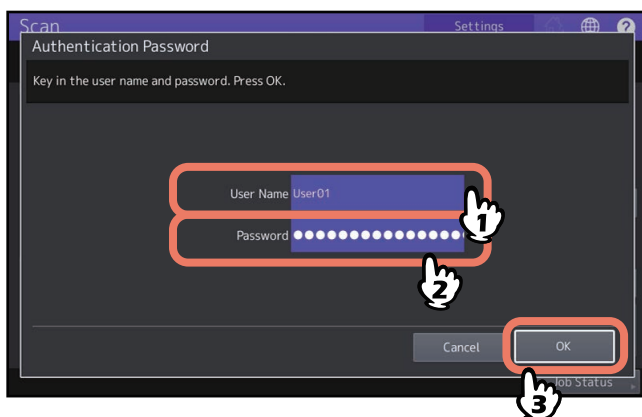 Scan
Settings
?
Authentication Password
Key in the user name and password. Press OK.
User Name User01
1
Password ●●●●●●●●●●●●●●●
2
Cancel OK
Job Status
3